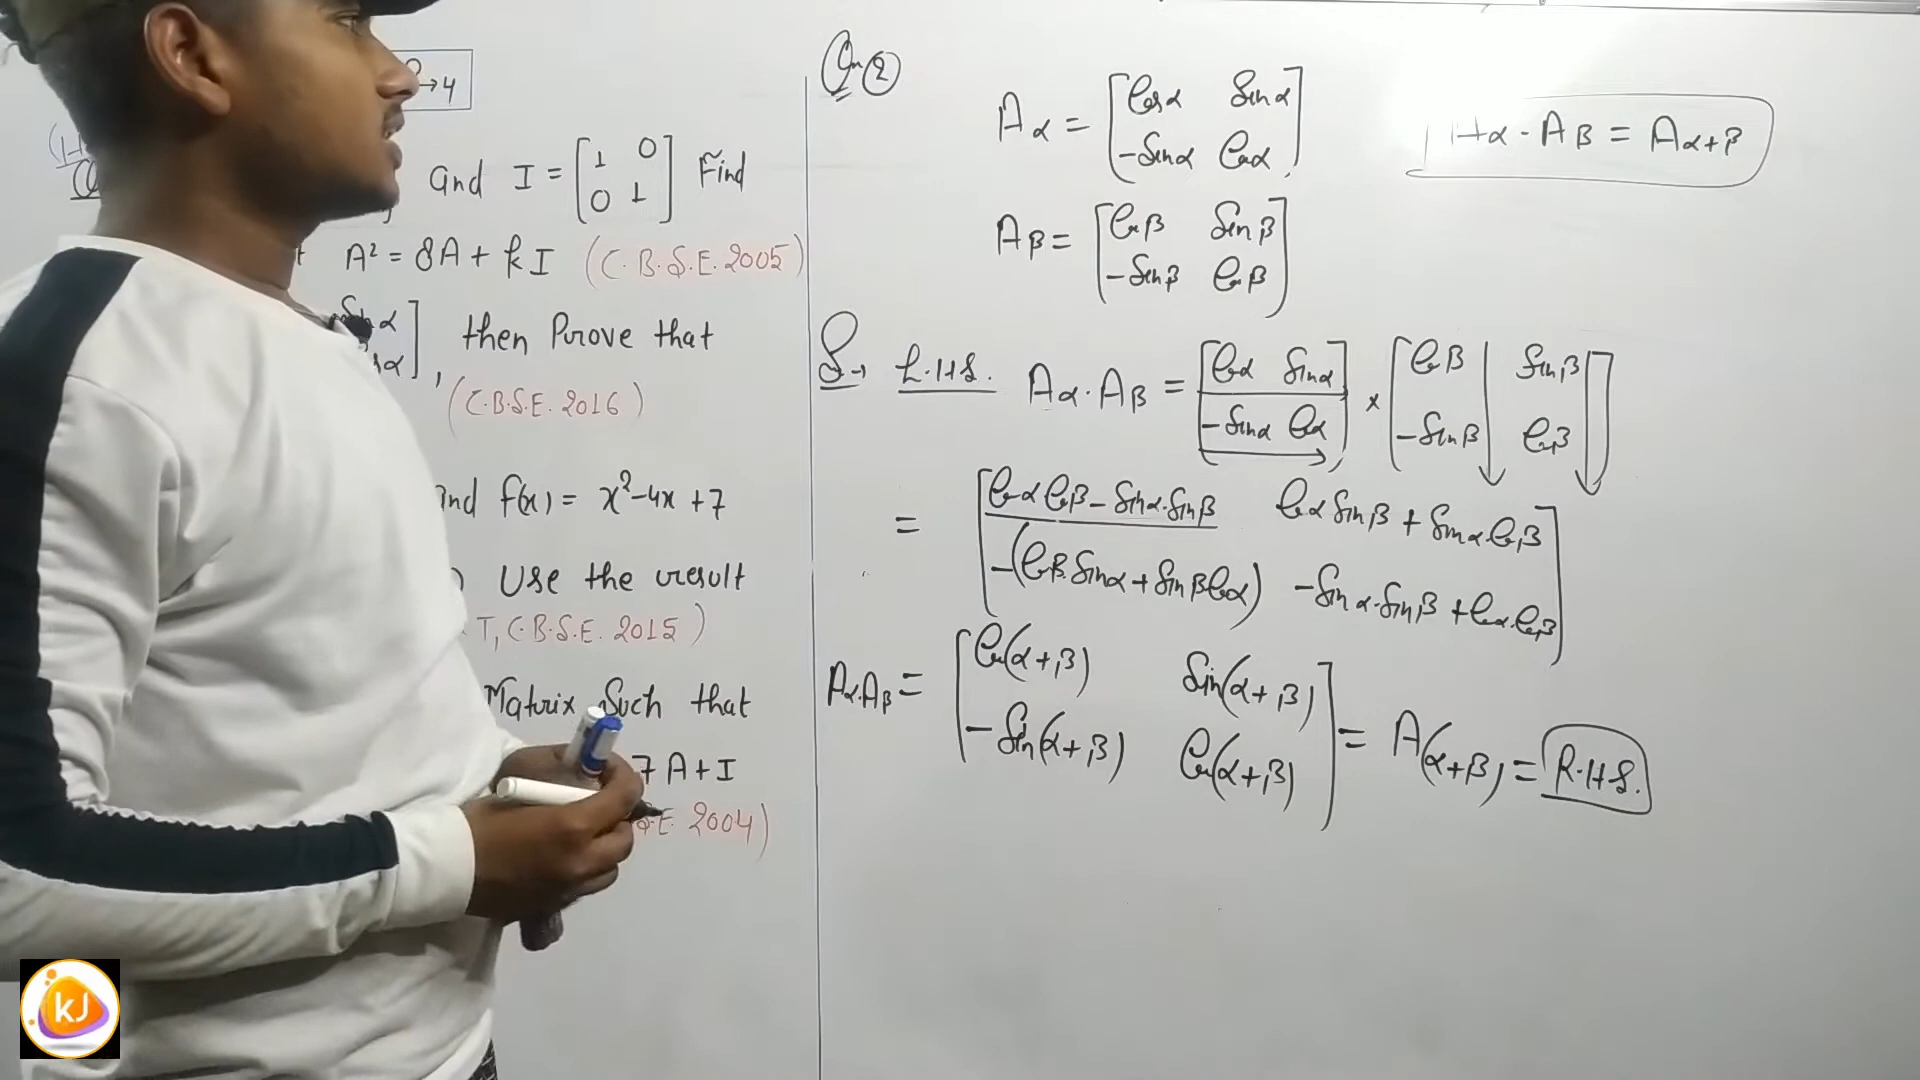 →4
and I = [1 0
0 1] Find
A² = 8A + kI (C.B.S.E. 2005)
Sin α
α], then Prove that
(C.B.S.E. 2016)
and f(x) = x²-4x+7
Use the result
T, C.B.S.E. 2015)
Matrix Such that
7A+I
.E. 2004)
Qn ②
Aα = [Cosα Sinα
-Sinα Cosα]
Aα · Aβ = Aα+β
Aβ = [Cosβ Sinβ
-Sinβ Cosβ]
S→ L.H.S. Aα·Aβ = [Cosα Sinα
-Sinα Cosα] × [Cosβ Sinβ
-Sinβ Cosβ]
= [Cosα Cosβ - Sinα·Sinβ Cosα Sinβ + Sinα·Cosβ
-(Cosβ·Sinα + Sinβ Cosα) -Sinα·Sinβ + Cosα·Cosβ]
Aα.Aβ = [Cos(α+β) Sin(α+β)
-Sin(α+β) Cos(α+β)] = A(α+β) = R.H.S.
kJ